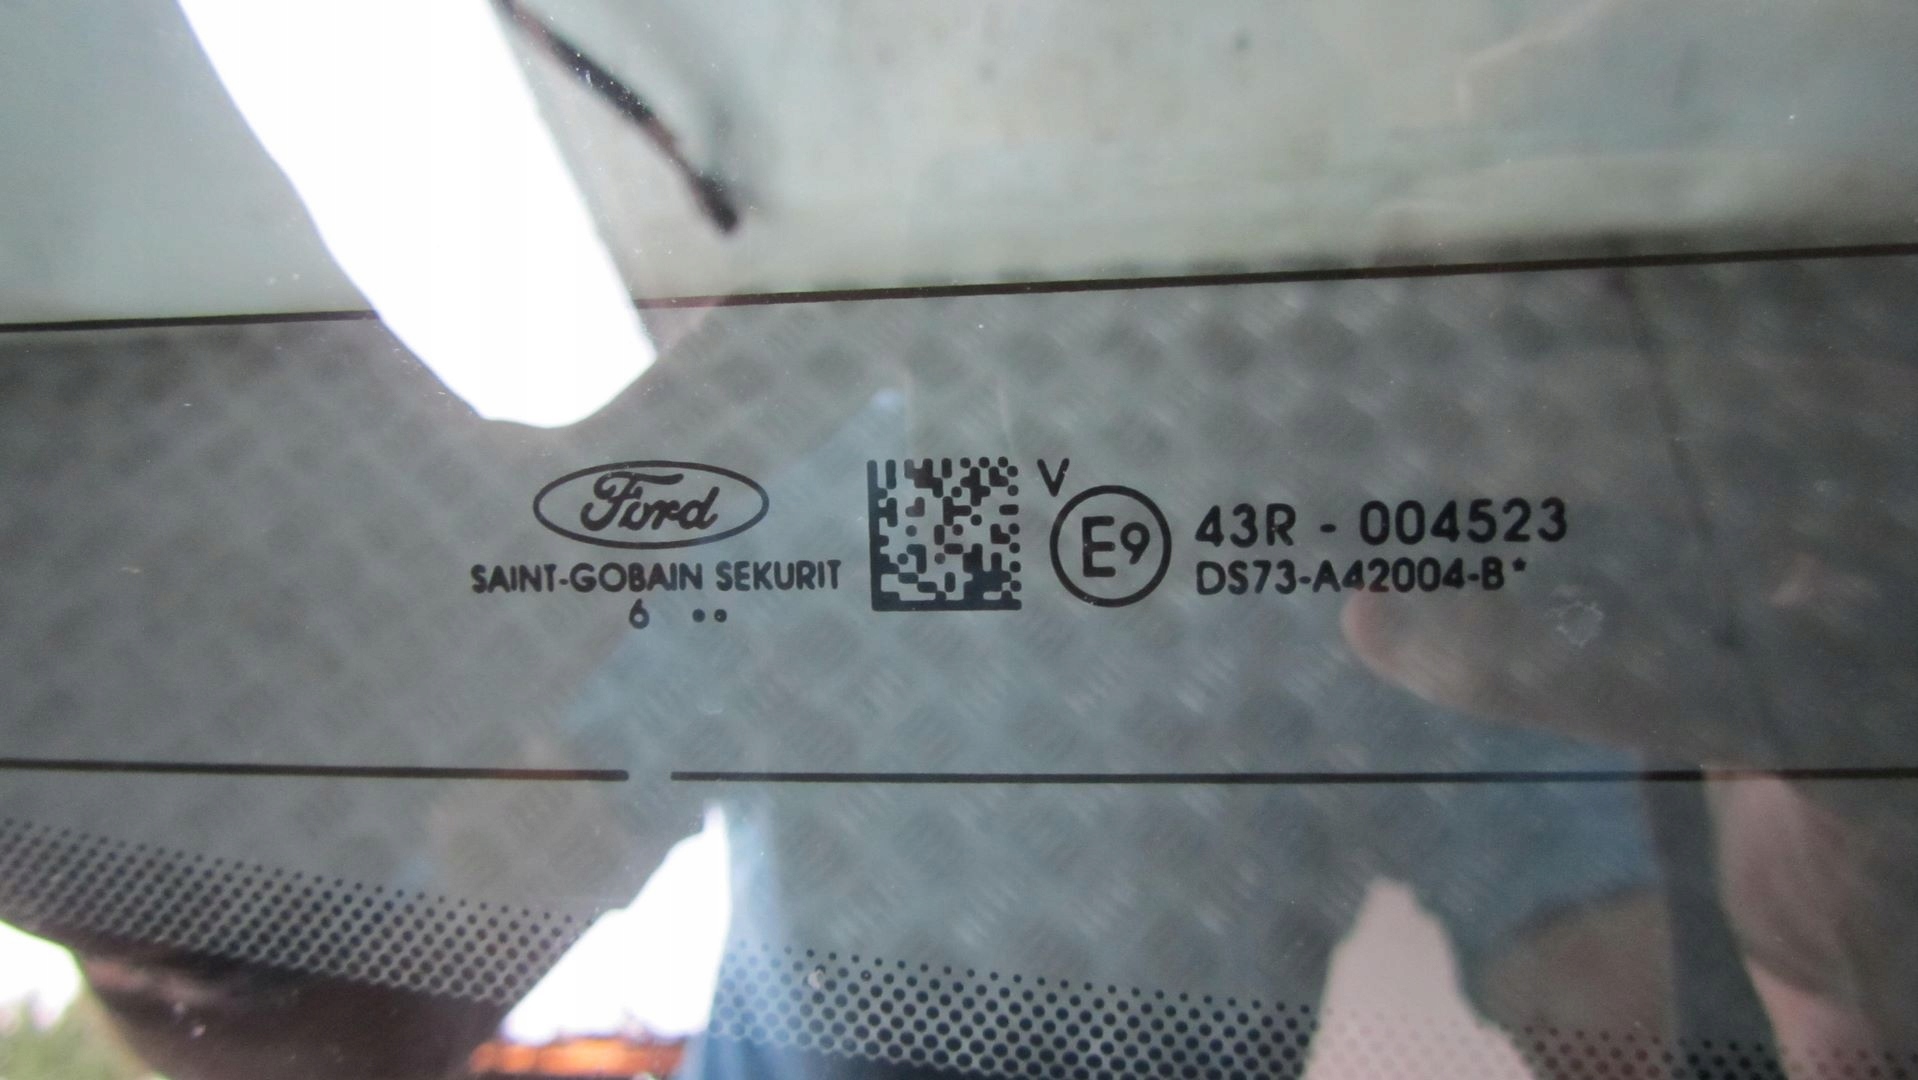 Ford
SAINT-GOBAIN SEKURIT
6 ••
V
E9
43R - 004523
DS73-A42004-B*